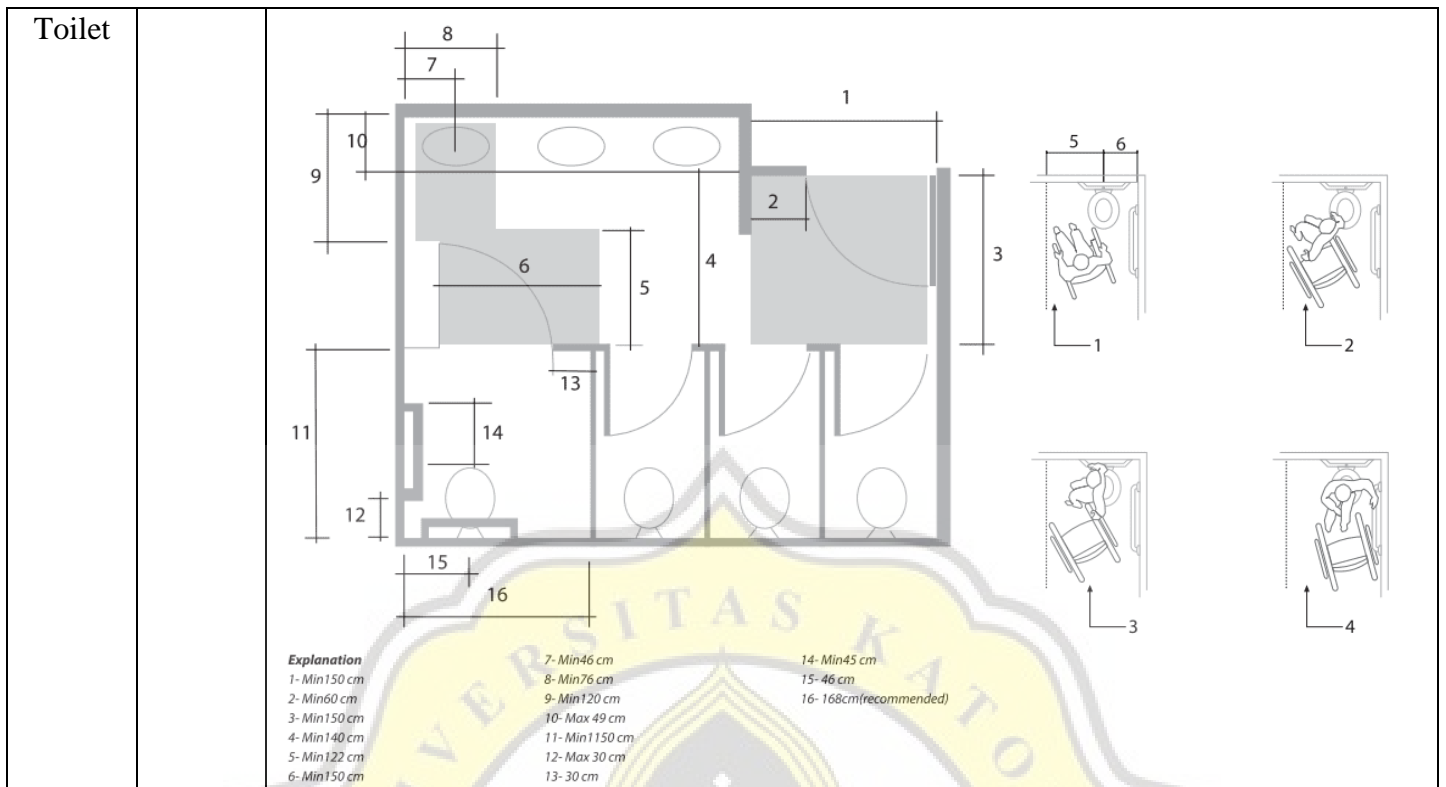 Toilet
8
7
1
10
9
2
3
4
6
5
13
11
14
12
15
16
5 6
1
2
3
4
Explanation
1- Min150 cm
2- Min60 cm
3- Min150 cm
4- Min140 cm
5- Min122 cm
6- Min150 cm
7- Min46 cm
8- Min76 cm
9- Min120 cm
10- Max 49 cm
11- Min1150 cm
12- Max 30 cm
13- 30 cm
14- Min45 cm
15- 46 cm
16- 168cm(recommended)
VERSITAS KATO